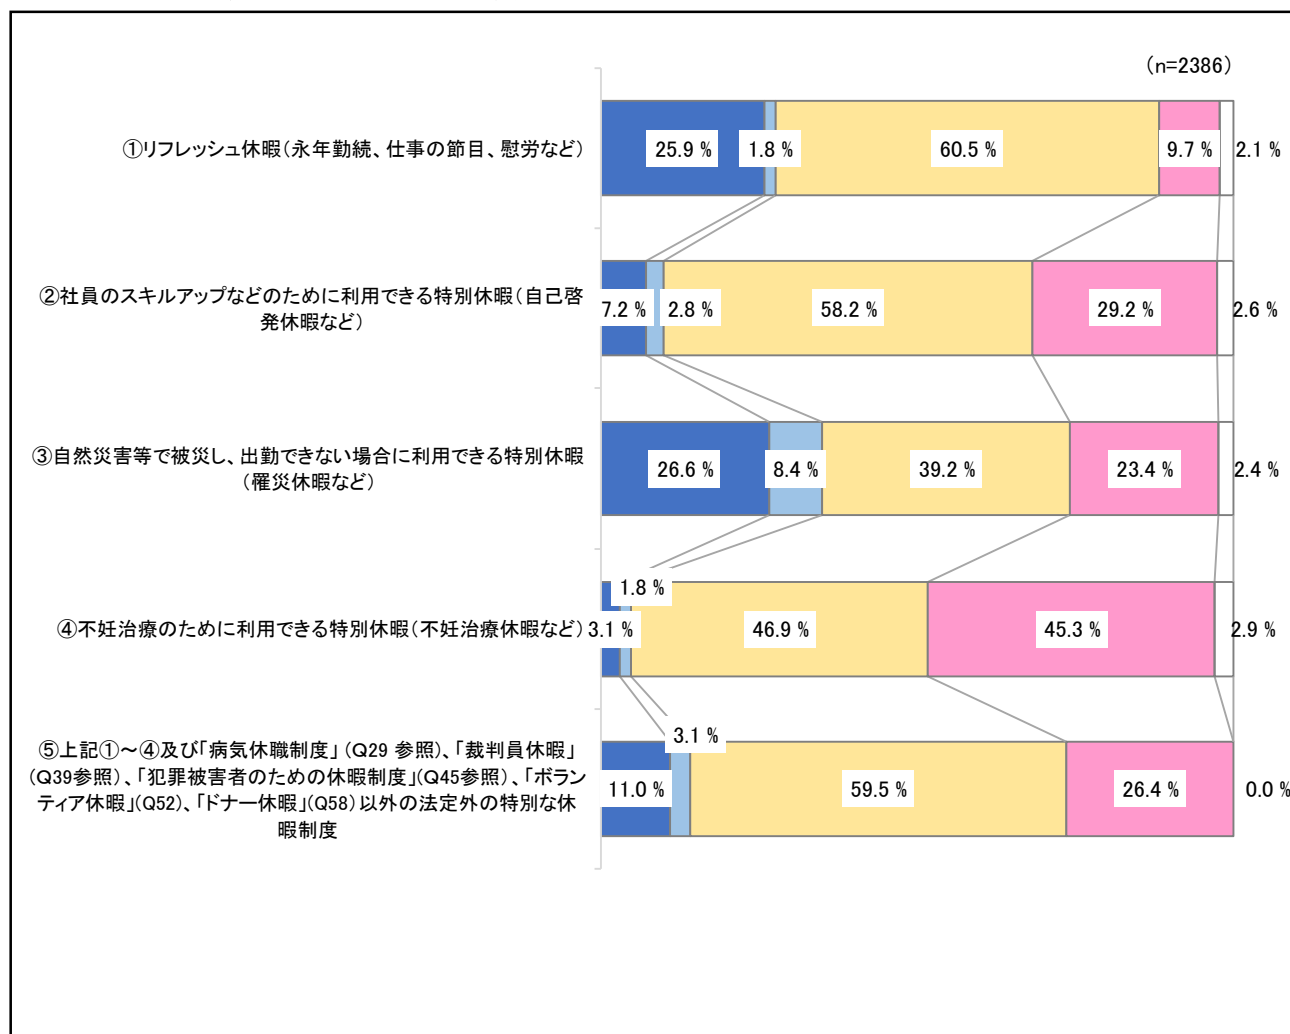 (n=2386)
①リフレッシュ休暇(永年勤続、仕事の節目、慰労など)
25.9 %
1.8 %
60.5 %
9.7 %
2.1 %
②社員のスキルアップなどのために利用できる特別休暇(自己啓
発休暇など)
7.2 %
2.8 %
58.2 %
29.2 %
2.6 %
③自然災害等で被災し、出勤できない場合に利用できる特別休暇
(罹災休暇など)
26.6 %
8.4 %
39.2 %
23.4 %
2.4 %
④不妊治療のために利用できる特別休暇(不妊治療休暇など)
3.1 %
1.8 %
46.9 %
45.3 %
2.9 %
⑤上記①～④及び「病気休職制度」 (Q29 参照)、「裁判員休暇」
(Q39参照)、「犯罪被害者のための休暇制度」(Q45参照)、「ボラン
ティア休暇」(Q52)、「ドナー休暇」(Q58) 以外の法定外の特別な休
暇制度
11.0 %
3.1 %
59.5 %
26.4 %
0.0 %